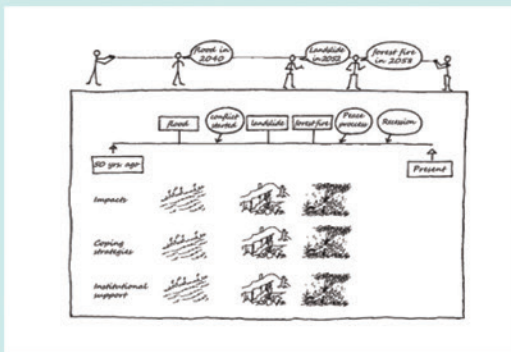 flood in
2040
Landslide
in 2052
forest fire
in 2053
flood
conflict
started
landslide
forest fire
Peace
process
Recession
50 yrs. ago
Present
Impacts
Coping
strategies
Institutional
support